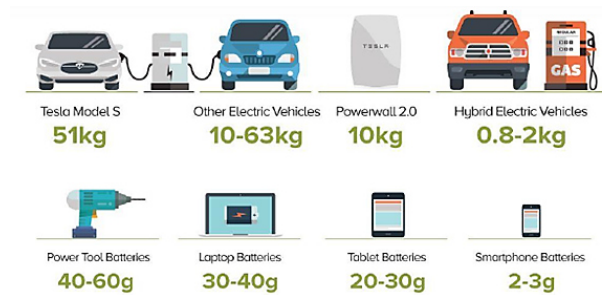 TESLA
REGULAR
GAS
Tesla Model S
Other Electric Vehicles
Powerwall 2.0
Hybrid Electric Vehicles
51kg
10-63kg
10kg
0.8-2kg
Power Tool Batteries
Laptop Batteries
Tablet Batteries
Smartphone Batteries
40-60g
30-40g
20-30g
2-3g